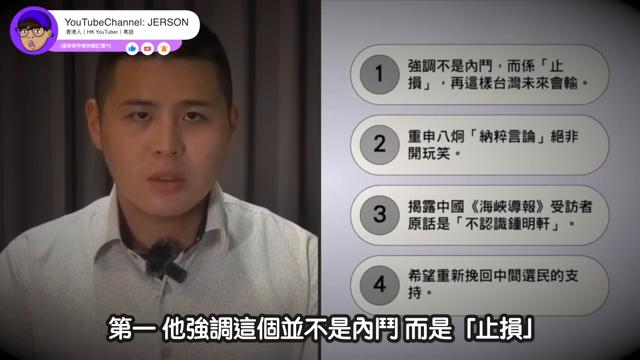 YouTubeChannel: JERSON
香港人｜HK YouTuber｜粵語
1
強調不是內鬥，而係「止
損」，再這樣台灣未來會輸。
2
重申八炯「納粹言論」絕非
開玩笑。
3
揭露中國《海峽導報》受訪者
原話是「不認識鍾明軒」。
4
希望重新挽回中間選民的支
持。
第一 他強調這個並不是內鬥 而是「止損」